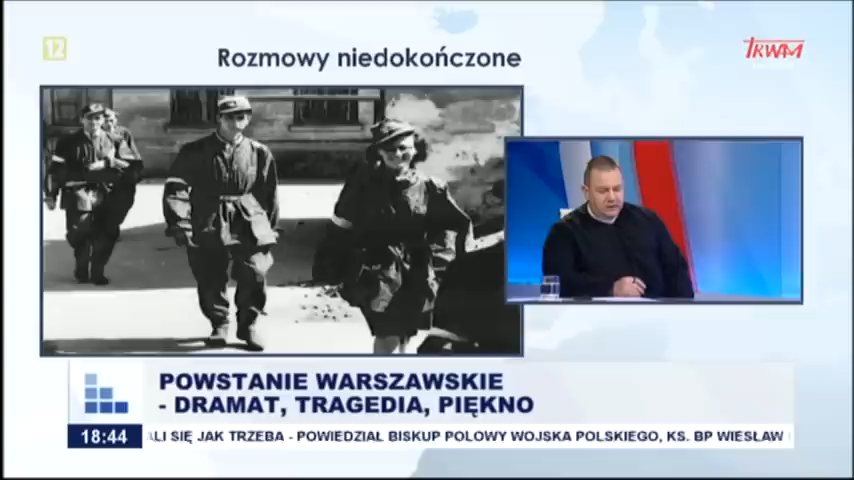 12
Rozmowy niedokończone
TRWAM
POWSTANIE WARSZAWSKIE
- DRAMAT, TRAGEDIA, PIĘKNO
18:44 ALI SIĘ JAK TRZEBA - POWIEDZIAŁ BISKUP POLOWY WOJSKA POLSKIEGO, KS. BP WIESŁAW